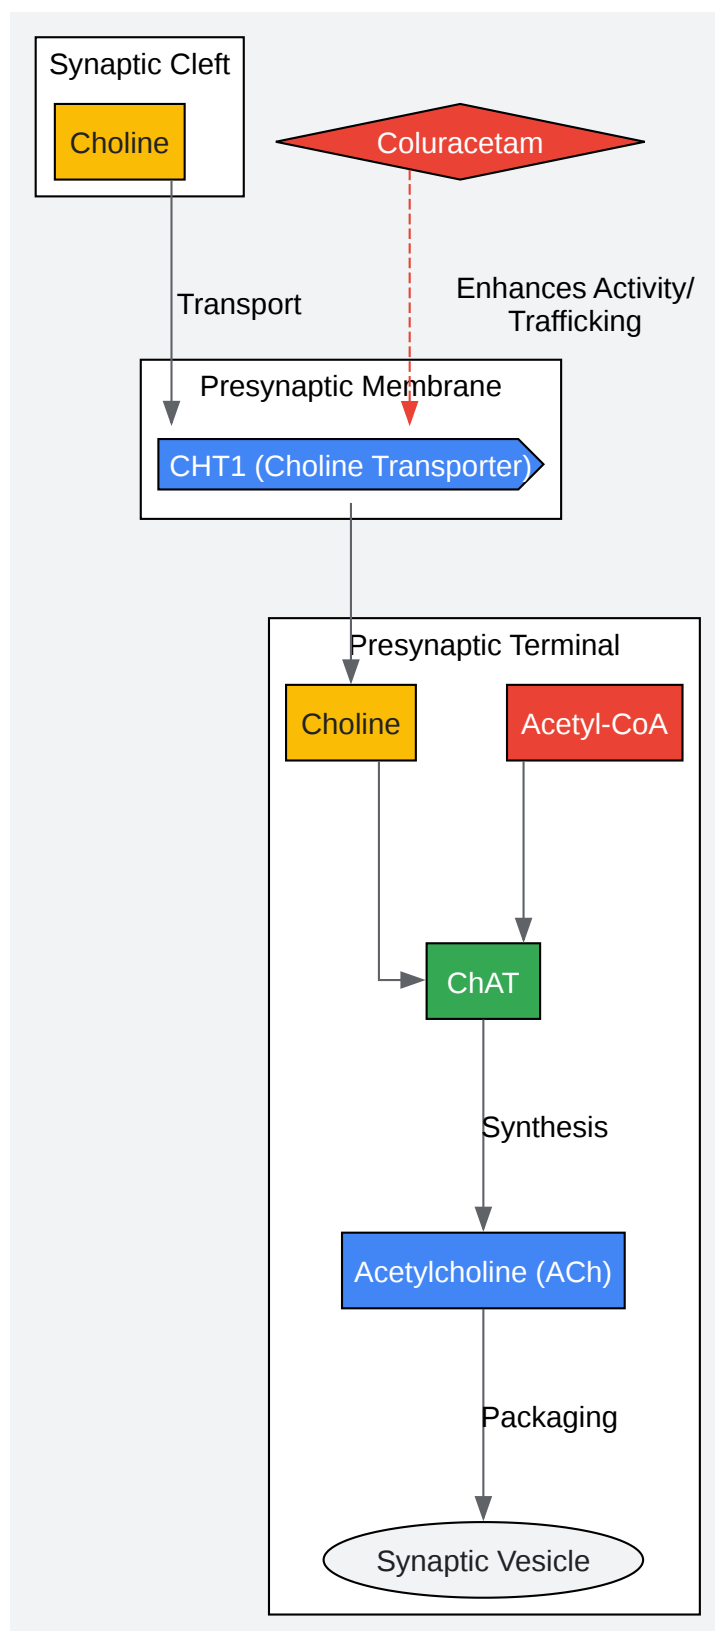 Synaptic Cleft
Choline
Coluracetam
Transport
Enhances Activity/
Trafficking
Presynaptic Membrane
CHT1 (Choline Transporter)
Presynaptic Terminal
Choline
Acetyl-CoA
ChAT
Synthesis
Acetylcholine (ACh)
Packaging
Synaptic Vesicle